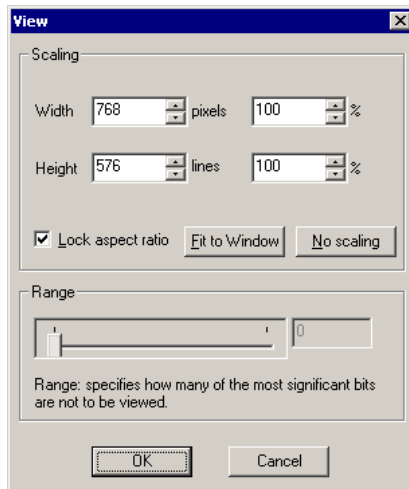 View
Scaling
Width 768 pixels 100 %
Height 576 lines 100 %
Lock aspect ratio Fit to Window No scaling
Range
0
Range: specifies how many of the most significant bits
are not to be viewed.
OK Cancel